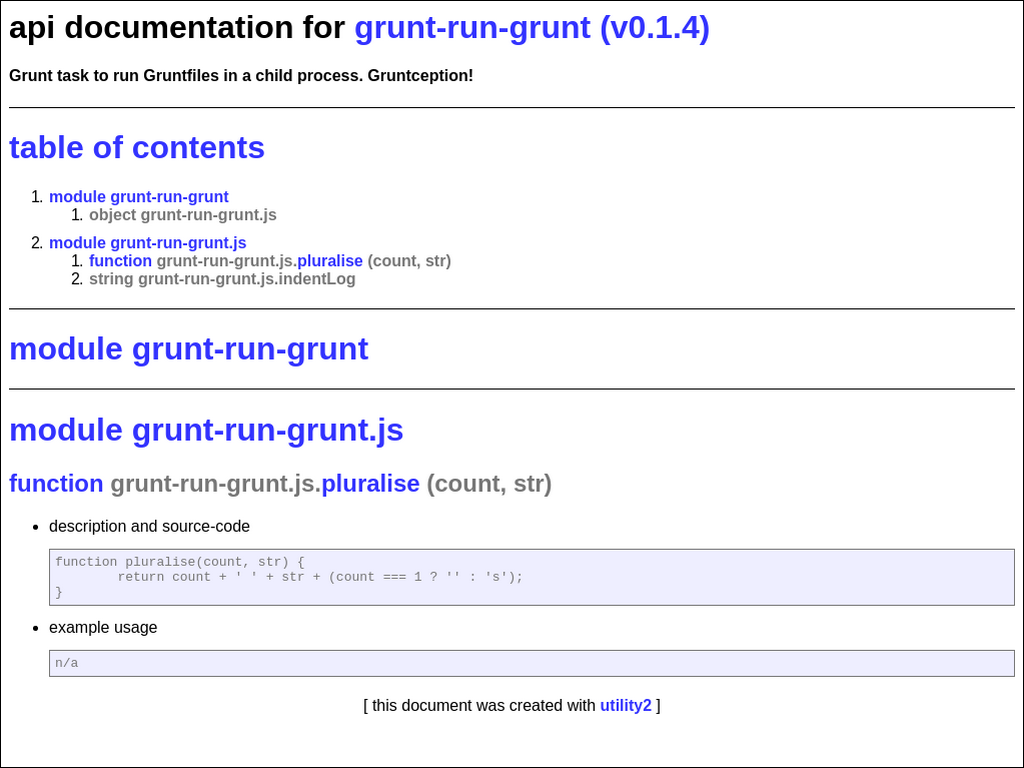 api documentation for grunt-run-grunt (v0.1.4)
Grunt task to run Gruntfiles in a child process. Gruntception!
table of contents
1. module grunt-run-grunt
1. object grunt-run-grunt.js
2. module grunt-run-grunt.js
1. function grunt-run-grunt.js.pluralise (count, str)
2. string grunt-run-grunt.js.indentLog
module grunt-run-grunt
module grunt-run-grunt.js
function grunt-run-grunt.js.pluralise (count, str)
• description and source-code
function pluralise(count, str) {
        return count + ' ' + str + (count === 1 ? '' : 's');
}
• example usage
n/a
[ this document was created with utility2 ]